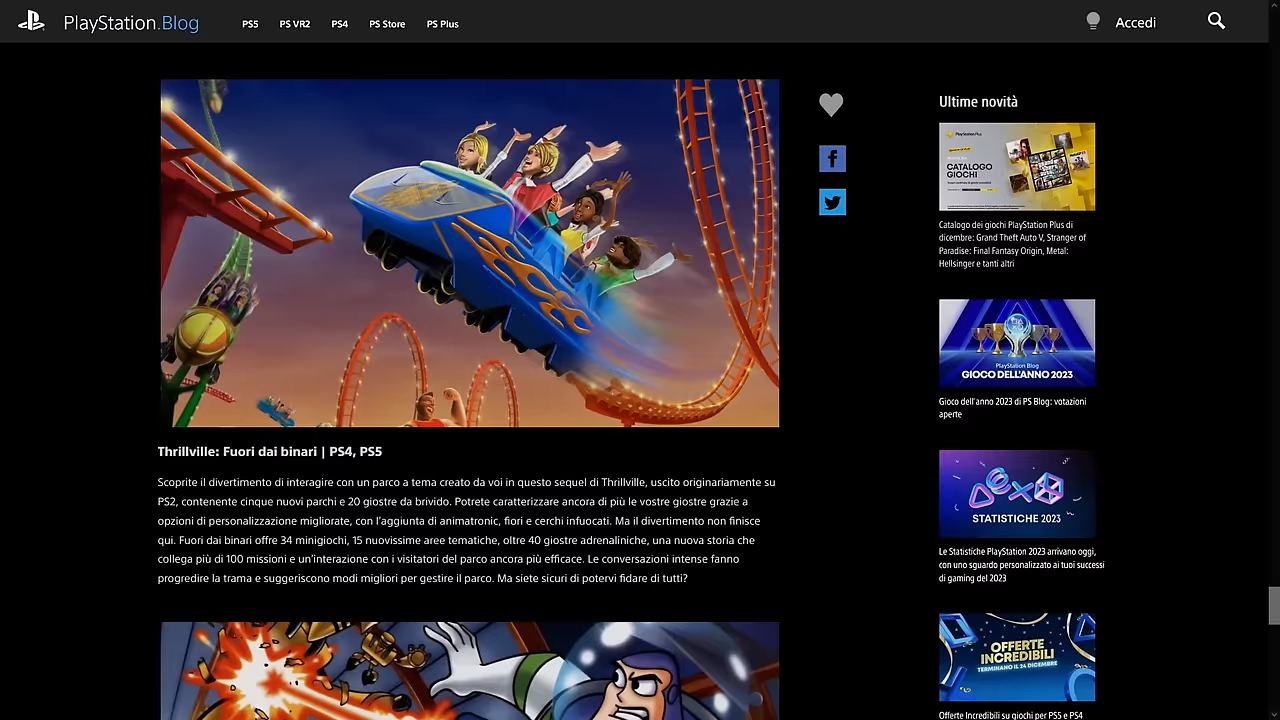 PlayStation.Blog
PS5
PS VR2
PS4
PS Store
PS Plus
Accedi
Thrillville: Fuori dai binari | PS4, PS5
Scoprite il divertimento di interagire con un parco a tema creato da voi in questo sequel di Thrillville, uscito originariamente su
PS2, contenente cinque nuovi parchi e 20 giostre da brivido. Potrete caratterizzare ancora di più le vostre giostre grazie a
opzioni di personalizzazione migliorate, con l'aggiunta di animatronic, fiori e cerchi infuocati. Ma il divertimento non finisce
qui. Fuori dai binari offre 34 minigiochi, 15 nuovissime aree tematiche, oltre 40 giostre adrenaliniche, una nuova storia che
collega più di 100 missioni e un'interazione con i visitatori del parco ancora più efficace. Le conversazioni intense fanno
progredire la trama e suggeriscono modi migliori per gestire il parco. Ma siete sicuri di potervi fidare di tutti?
Ultime novità
PlayStation Plus
CATALOGO
GIOCHI
Catalogo dei giochi PlayStation Plus di
dicembre: Grand Theft Auto V, Stranger of
Paradise: Final Fantasy Origin, Metal:
Hellsinger e tanti altri
PlayStation Blog
GIOCO DELL'ANNO 2023
Gioco dell'anno 2023 di PS Blog: votazioni
aperte
STATISTICHE 2023
Le Statistiche PlayStation 2023 arrivano oggi,
con uno sguardo personalizzato ai tuoi successi
di gaming del 2023
OFFERTE
INCREDIBILI
TERMINANO IL 24 DICEMBRE
Offerte Incredibili su giochi per PS5 e PS4